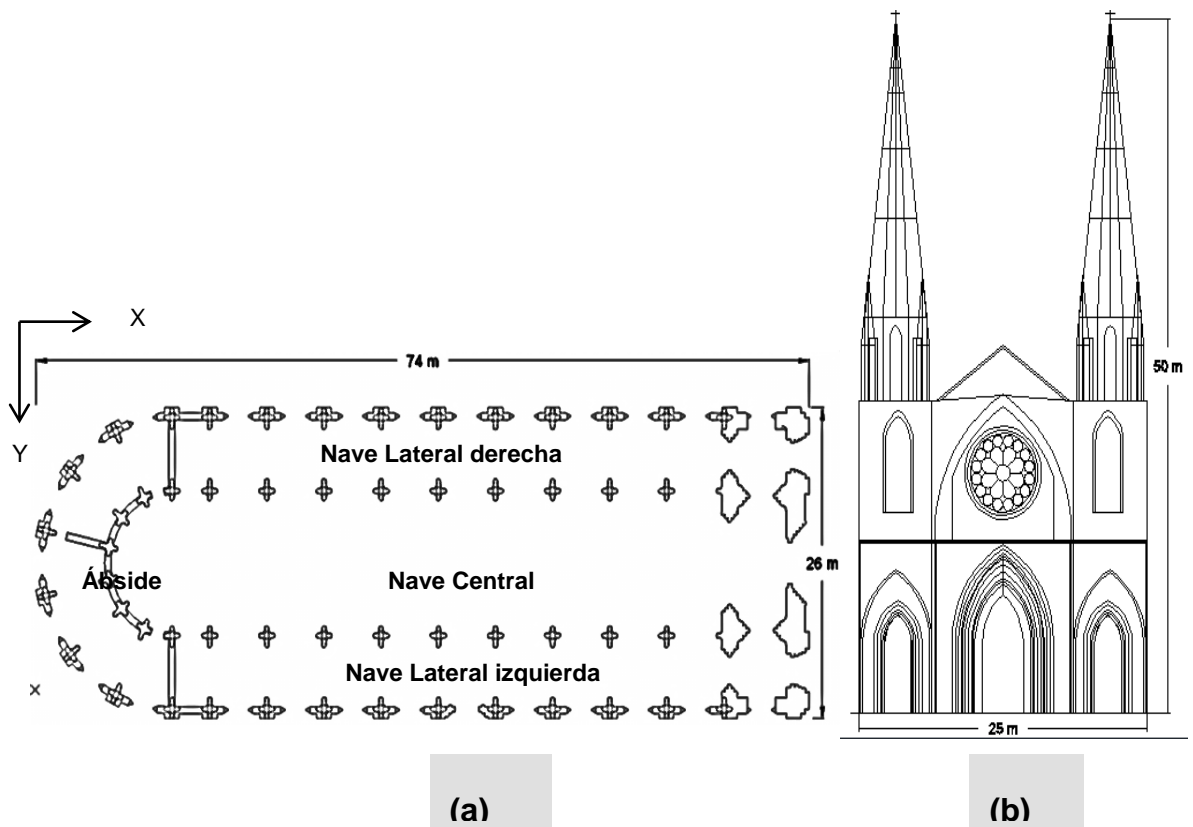 X
74 m
Y
Nave Lateral derecha
50 m
26 m
Ábside
Nave Central
Nave Lateral izquierda
25 m
(a)
(b)